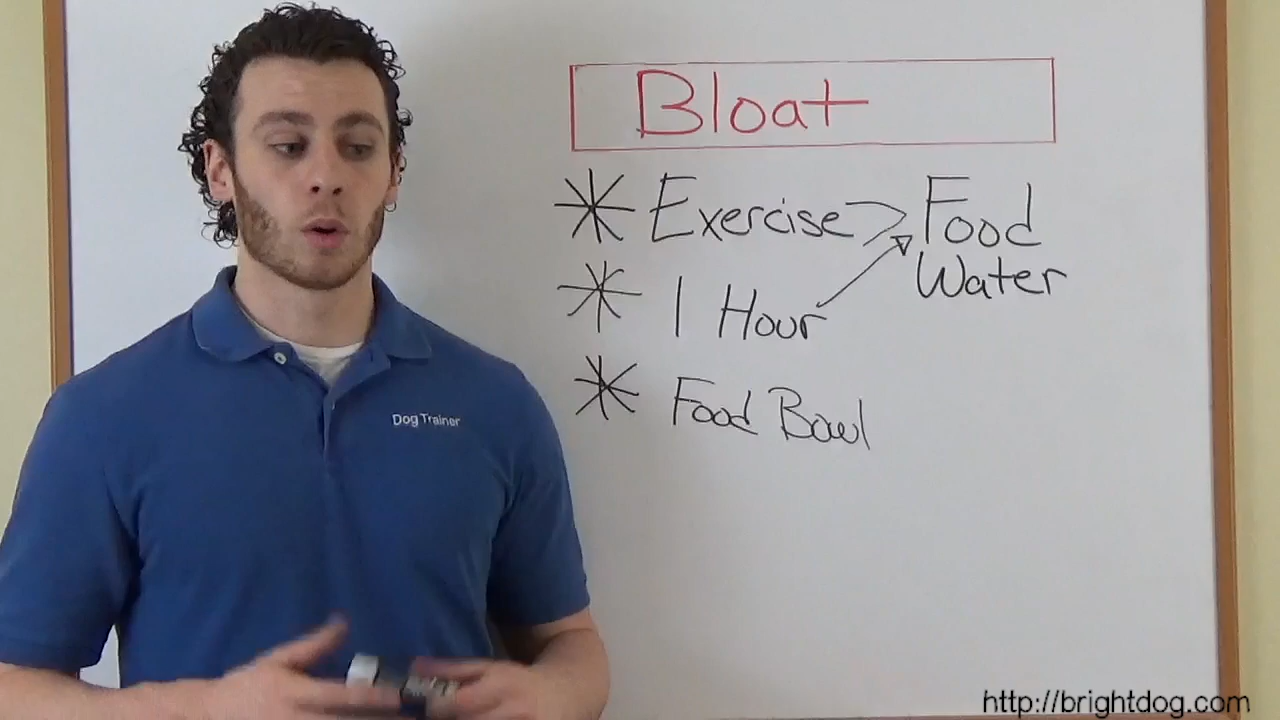 Bloat
Exercise Food
Water
1 Hour
Food Bowl
Dog Trainer
http://brightdog.com